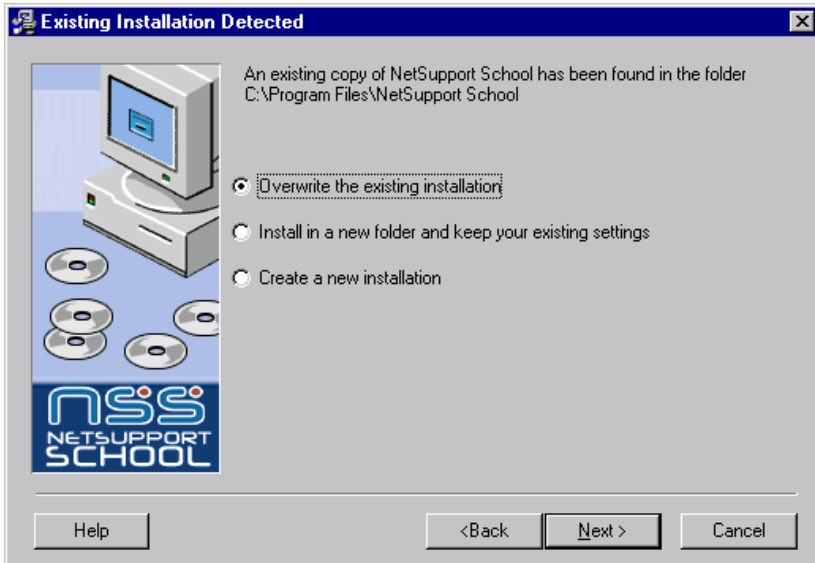 Existing Installation Detected
An existing copy of NetSupport School has been found in the folder
C:\Program Files\NetSupport School
Overwrite the existing installation
Install in a new folder and keep your existing settings
Create a new installation
nss
NETSUPPORT
SCHOOL
Help
<Back
Next >
Cancel